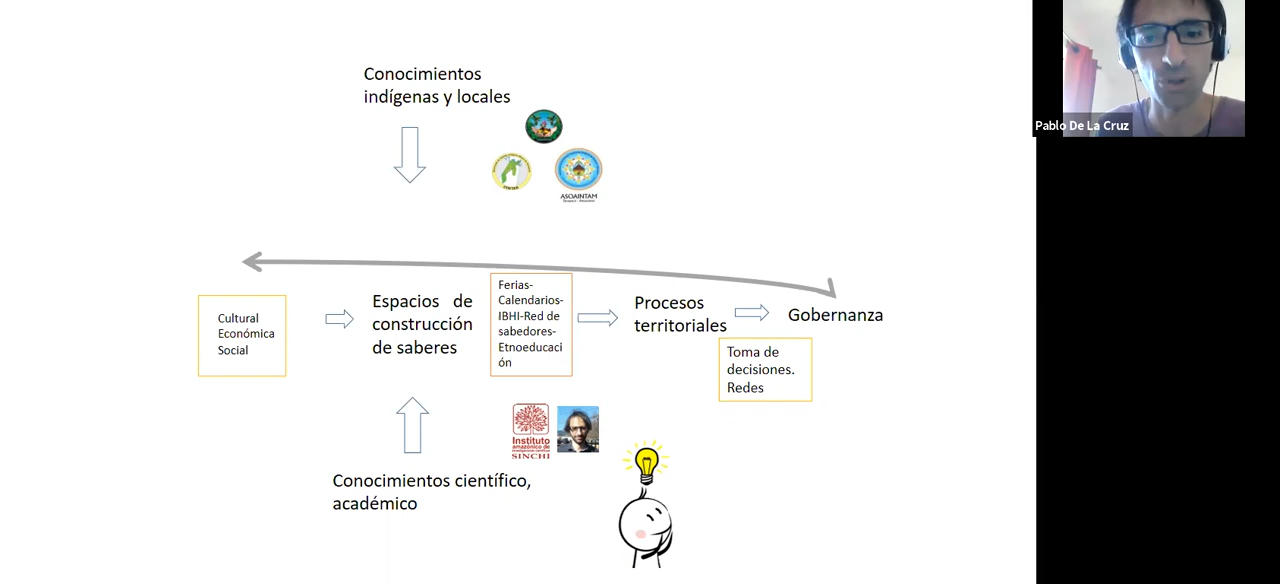 Conocimientos
indígenas y locales
Pablo De La Cruz
ASOAINTAM
Cultural
Económica
Social
Espacios de
construcción
de saberes
Ferias-
Calendarios-
IBHI-Red de
sabedores-
Etnoeducaci
ón
Procesos
territoriales
Gobernanza
Toma de
decisiones.
Redes
Instituto
amazónico de
investigaciones científicas
SINCHI
Conocimientos científico,
académico